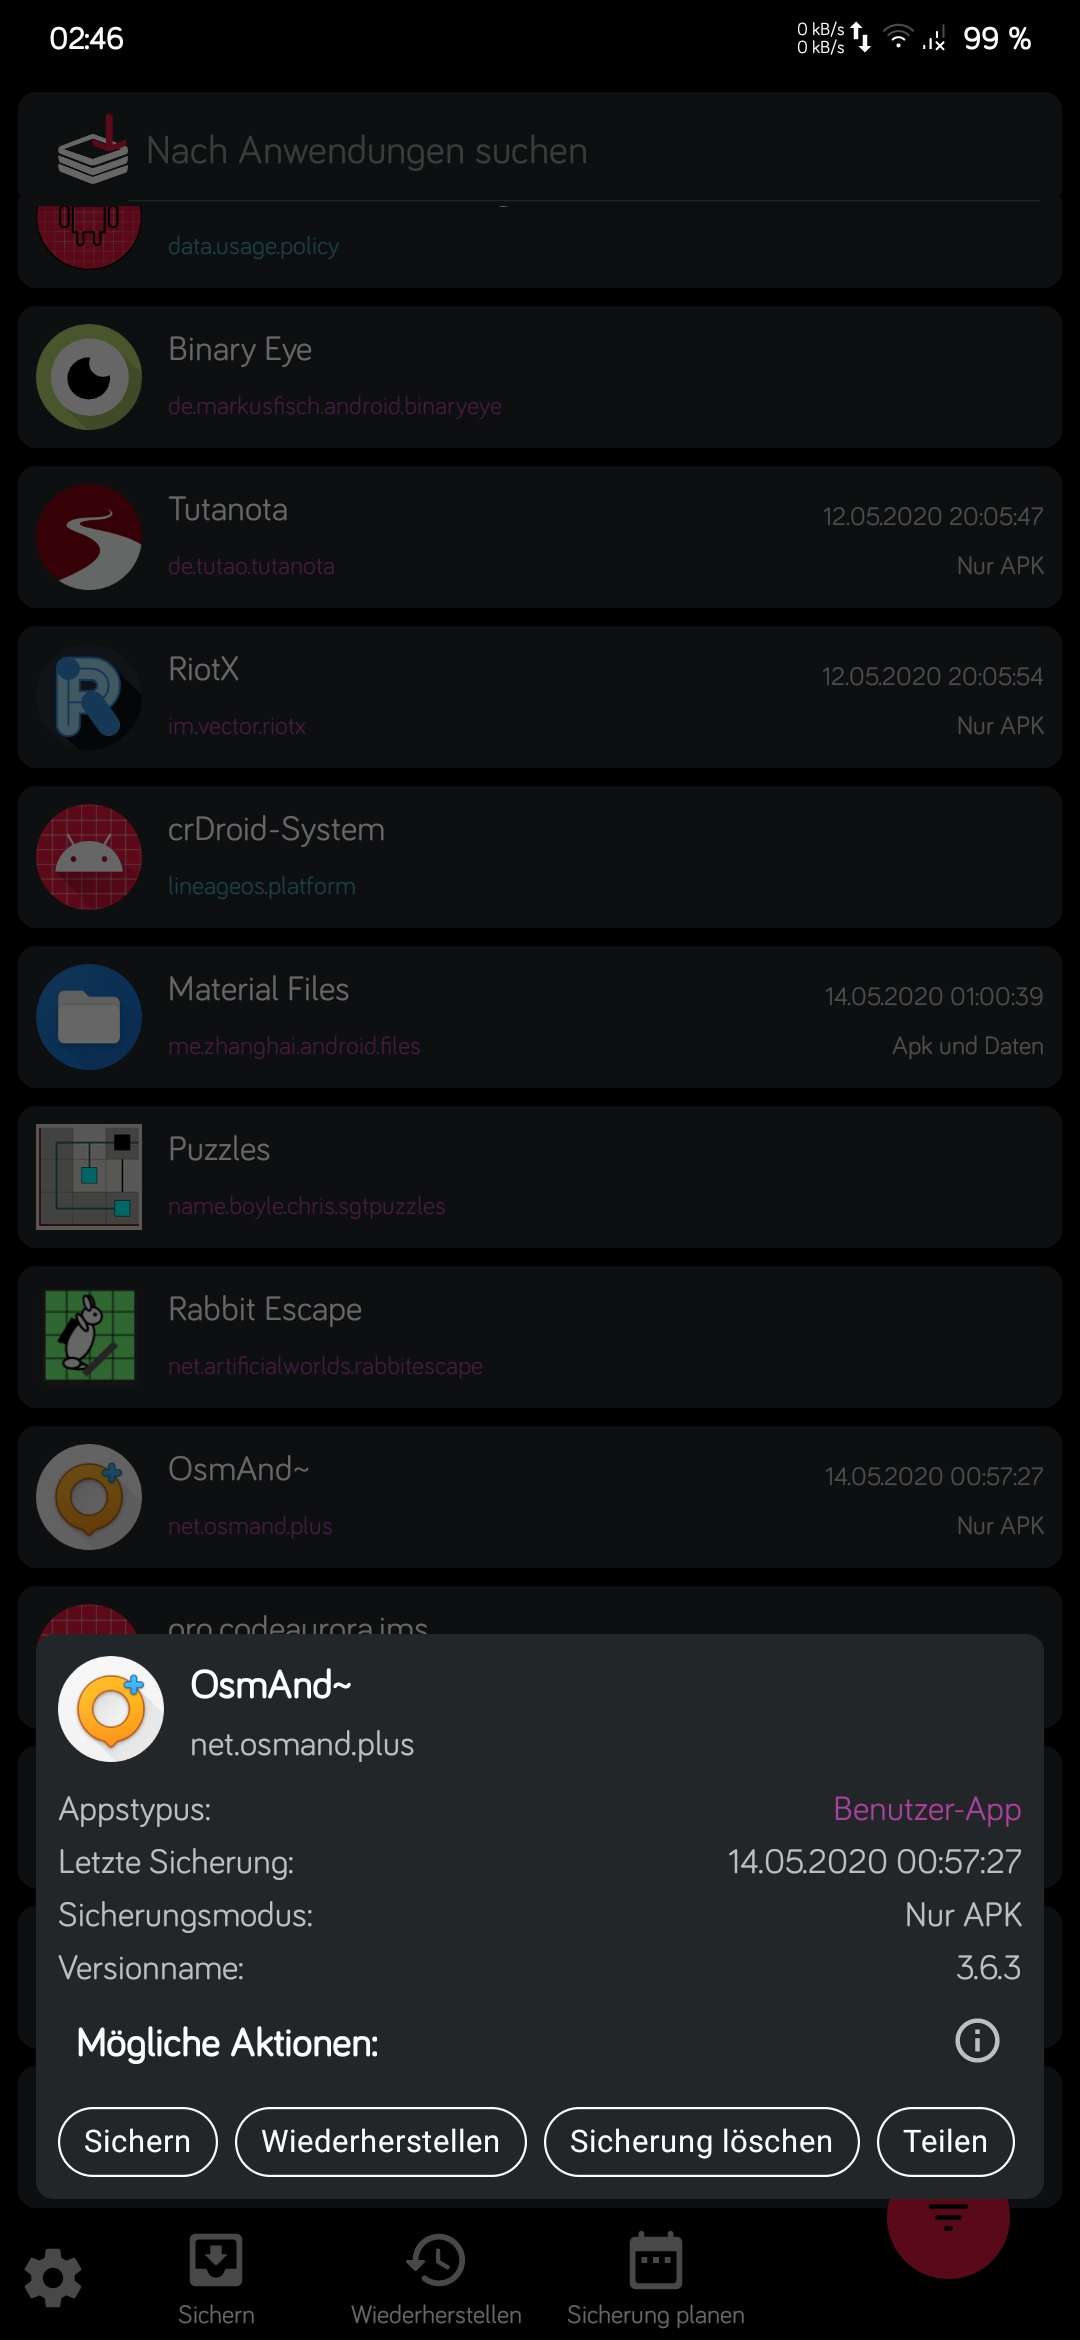 02:46
0 kB/s
0 kB/s
99 %
Nach Anwendungen suchen
data.usage.policy
Binary Eye
de.markusfisch.android.binaryeye
Tutanota
12.05.2020 20:05:47
de.tutao.tutanota
Nur APK
RiotX
12.05.2020 20:05:54
im.vector.riotx
Nur APK
crDroid-System
lineageos.platform
Material Files
14.05.2020 01:00:39
me.zhanghai.android.files
Apk und Daten
Puzzles
name.boyle.chris.sgtpuzzles
Rabbit Escape
net.artificialworlds.rabbitescape
OsmAnd~
14.05.2020 00:57:27
net.osmand.plus
Nur APK
org.codeaurora.ims
OsmAnd~
net.osmand.plus
Appstypus:
Benutzer-App
Letzte Sicherung:
14.05.2020 00:57:27
Sicherungsmodus:
Nur APK
Versionname:
3.6.3
Mögliche Aktionen:
Sichern
Wiederherstellen
Sicherung löschen
Teilen
Sichern
Wiederherstellen
Sicherung planen